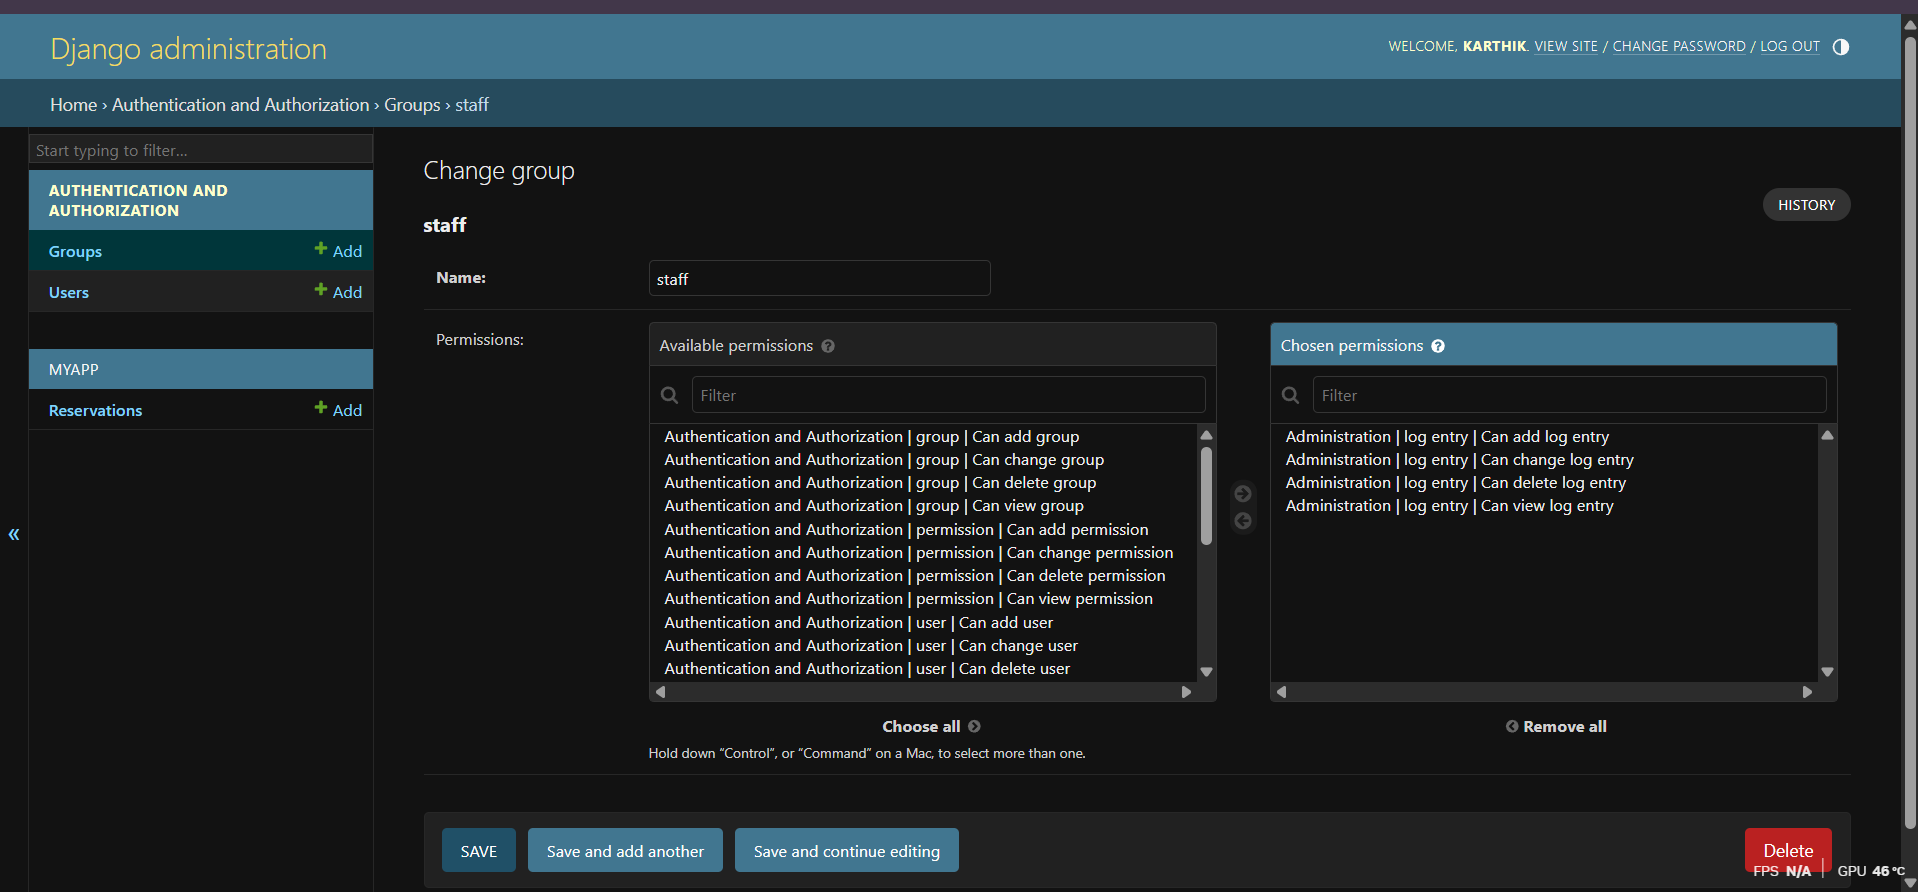 Django administration
WELCOME, KARTHIK. VIEW SITE / CHANGE PASSWORD / LOG OUT
Home › Authentication and Authorization › Groups › staff
Start typing to filter...
AUTHENTICATION AND
AUTHORIZATION
Groups
Add
Users
Add
MYAPP
Reservations
Add
«
Change group
HISTORY
staff
Name:
staff
Permissions:
Available permissions ?
Filter
Authentication and Authorization | group | Can add group
Authentication and Authorization | group | Can change group
Authentication and Authorization | group | Can delete group
Authentication and Authorization | group | Can view group
Authentication and Authorization | permission | Can add permission
Authentication and Authorization | permission | Can change permission
Authentication and Authorization | permission | Can delete permission
Authentication and Authorization | permission | Can view permission
Authentication and Authorization | user | Can add user
Authentication and Authorization | user | Can change user
Authentication and Authorization | user | Can delete user
Choose all
Hold down “Control”, or “Command” on a Mac, to select more than one.
Chosen permissions ?
Filter
Administration | log entry | Can add log entry
Administration | log entry | Can change log entry
Administration | log entry | Can delete log entry
Administration | log entry | Can view log entry
Remove all
SAVE
Save and add another
Save and continue editing
Delete
FPS N/A | GPU 46 °C